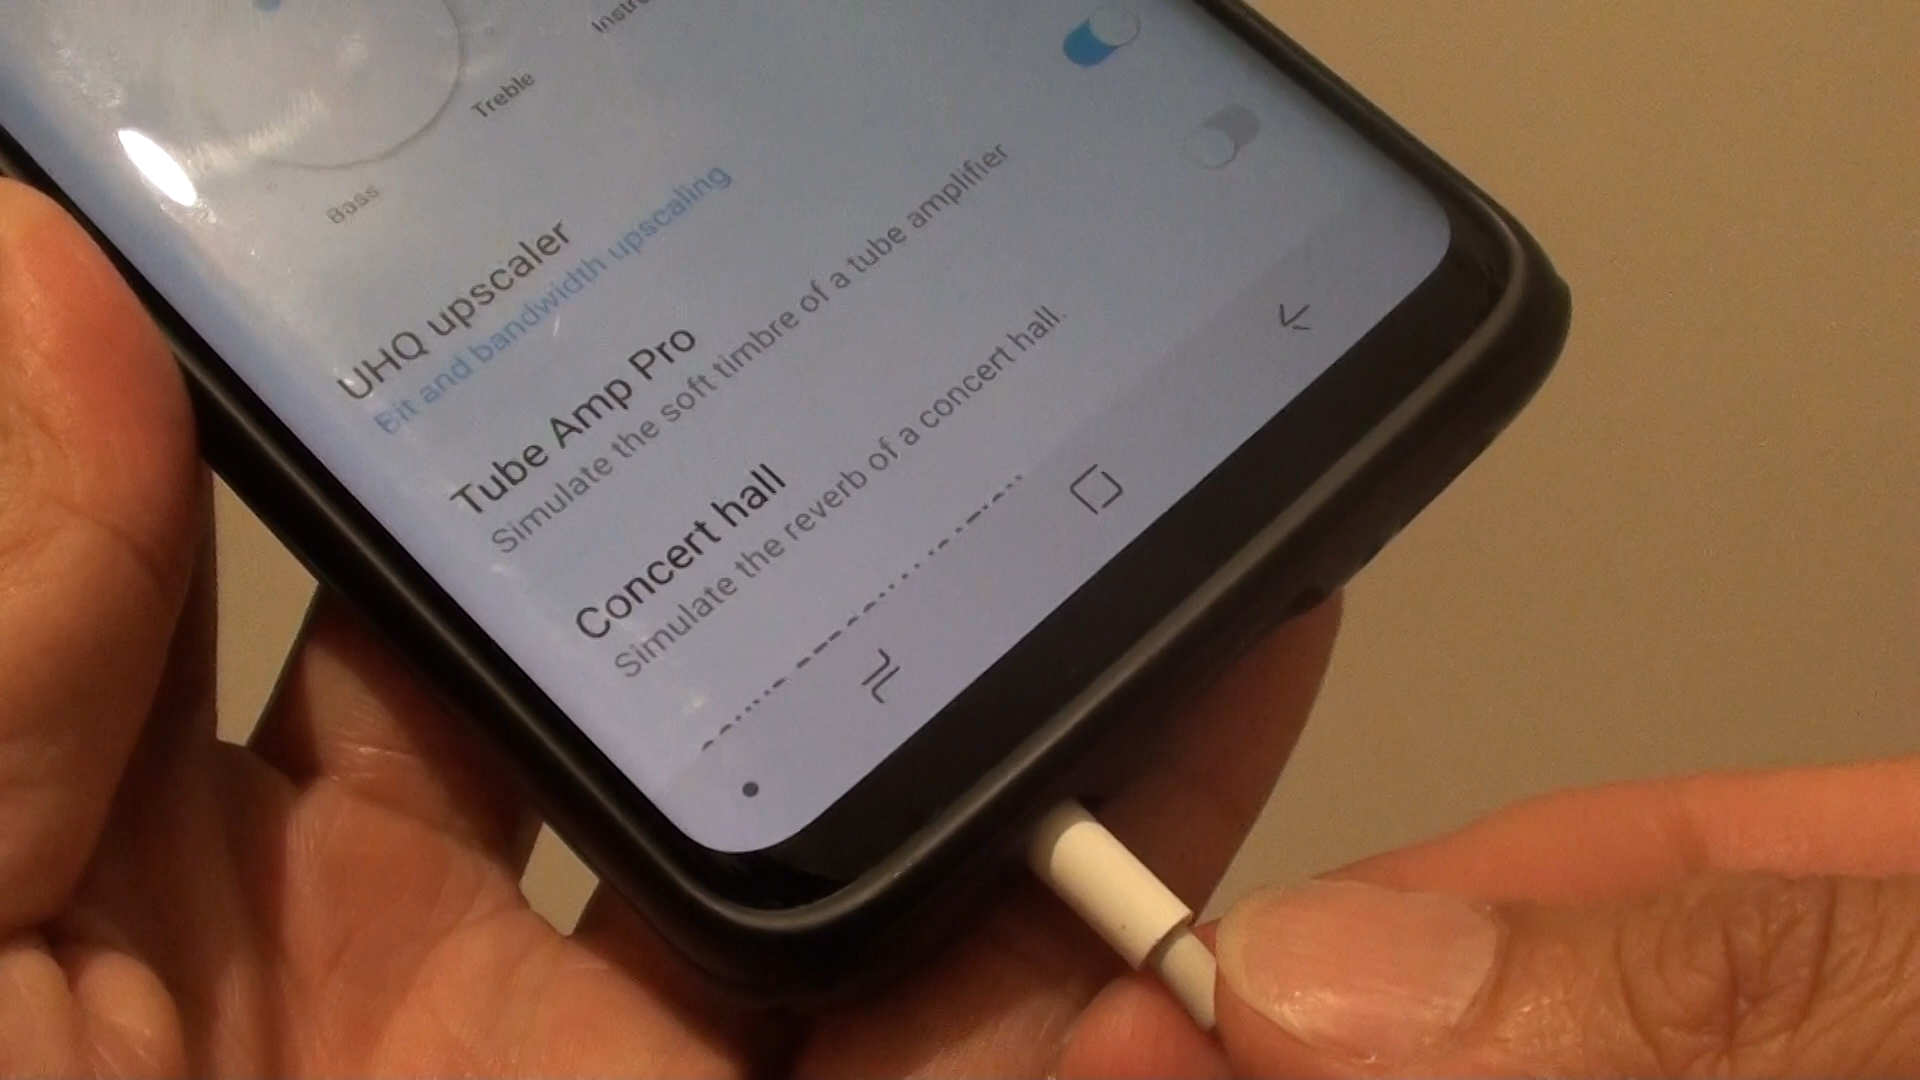 Treble
Bass
UHQ upscaler
Bit and bandwidth upscaling
Tube Amp Pro
Simulate the soft timbre of a tube amplifier
Concert hall
Simulate the reverb of a concert hall.